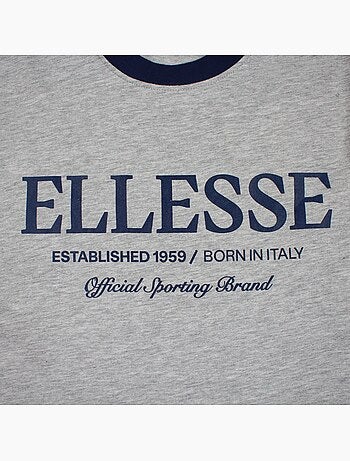 ELLESSE
ESTABLISHED 1959 / BORN IN ITALY
Official Sporting Brand